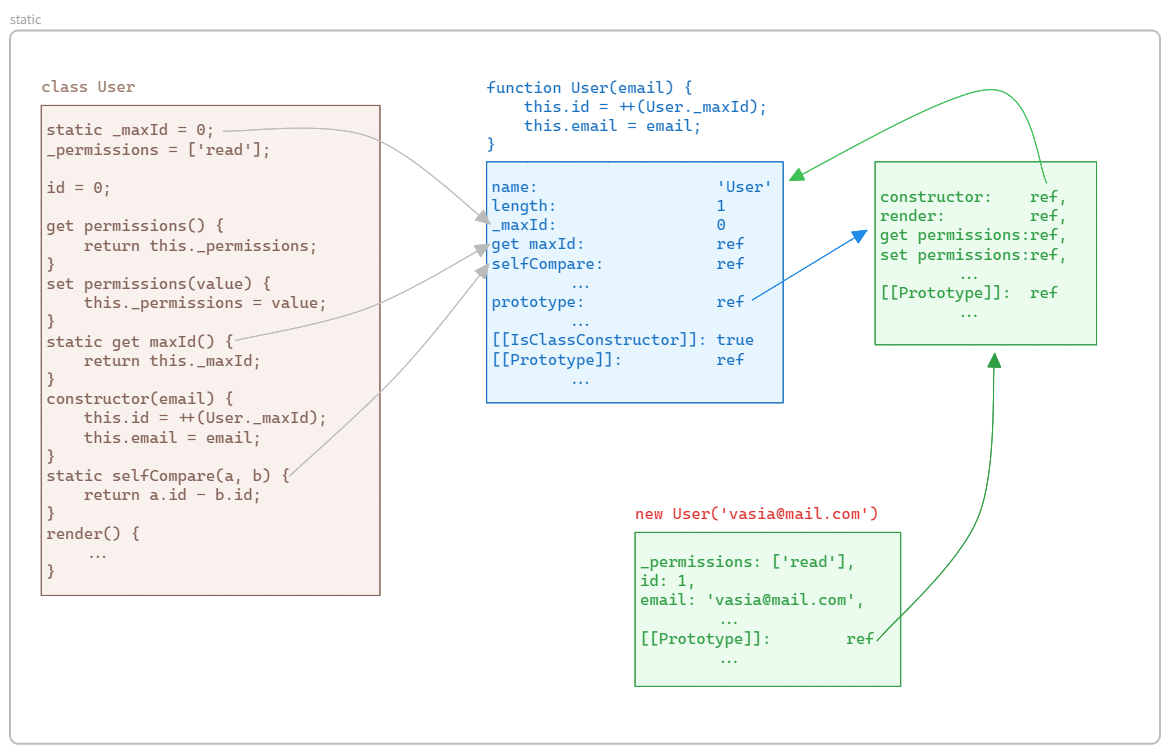 static
class User
static _maxId = 0;
_permissions = ['read'];
id = 0;
get permissions() {
return this._permissions;
}
set permissions(value) {
this._permissions = value;
}
static get maxId() {
return this._maxId;
}
constructor(email) {
this.id = ++(User._maxId);
this.email = email;
}
static selfCompare(a, b) {
return a.id - b.id;
}
render() {
...
}
function User(email) {
this.id = ++(User._maxId);
this.email = email;
}
name: 'User'
length: 1
_maxId: 0
get maxId: ref
selfCompare: ref
...
prototype: ref
...
[[IsClassConstructor]]: true
[[Prototype]]: ref
...
constructor: ref,
render: ref,
get permissions:ref,
set permissions:ref,
...
[[Prototype]]: ref
...
new User('vasia@mail.com')
_permissions: ['read'],
id: 1,
email: 'vasia@mail.com',
...
[[Prototype]]: ref
...